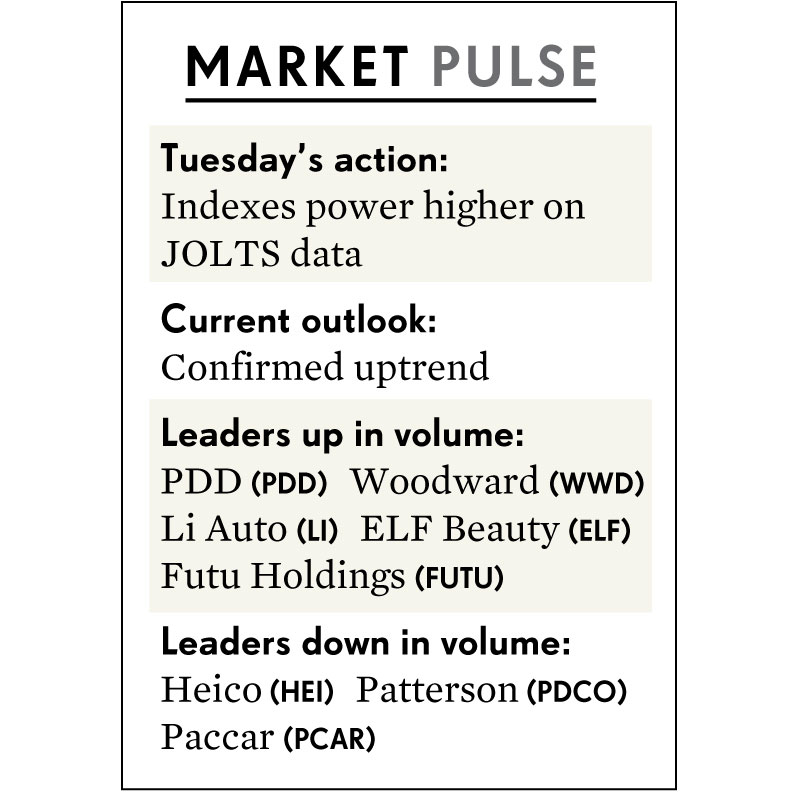 MARKET PULSE
Tuesday’s action:
Indexes power higher on
JOLTS data
Current outlook:
Confirmed uptrend
Leaders up in volume:
PDD (PDD) Woodward (WWD)
Li Auto (LI) ELF Beauty (ELF)
Futu Holdings (FUTU)
Leaders down in volume:
Heico (HEI) Patterson (PDCO)
Paccar (PCAR)